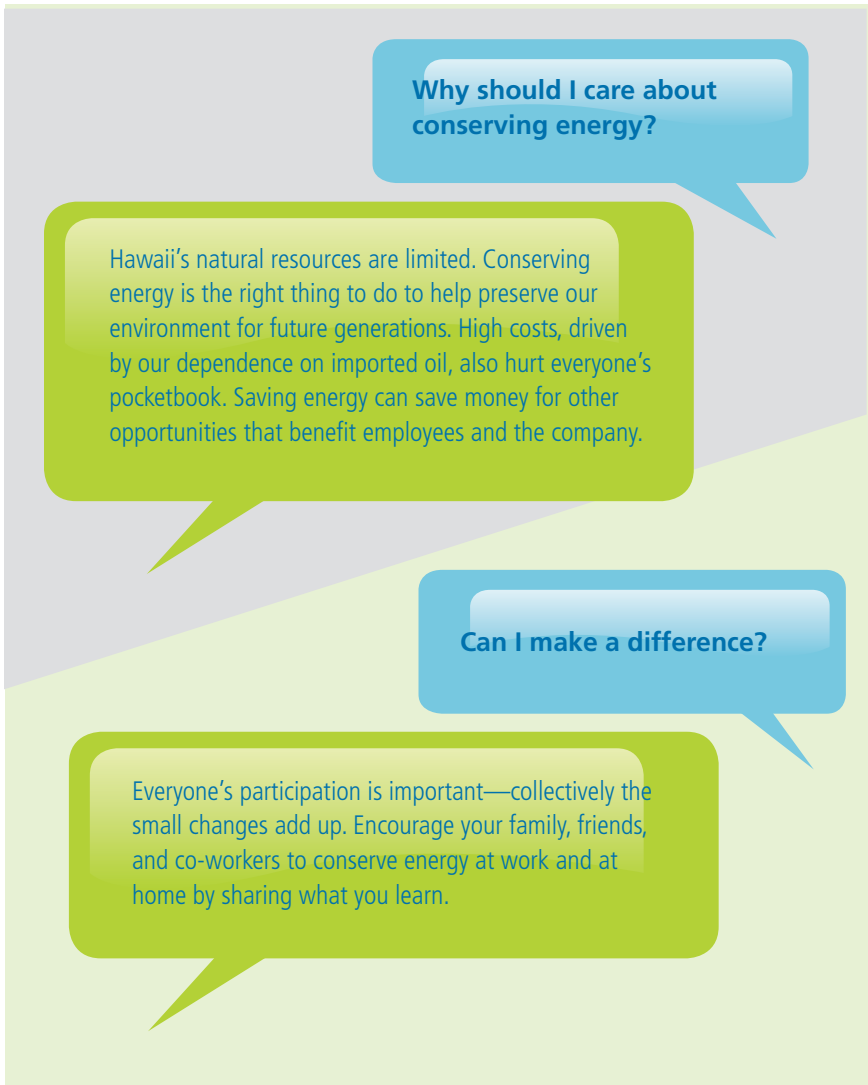 Why should I care about
conserving energy?
Hawaii’s natural resources are limited. Conserving
energy is the right thing to do to help preserve our
environment for future generations. High costs, driven
by our dependence on imported oil, also hurt everyone’s
pocketbook. Saving energy can save money for other
opportunities that benefit employees and the company.
Can I make a difference?
Everyone’s participation is important—collectively the
small changes add up. Encourage your family, friends,
and co-workers to conserve energy at work and at
home by sharing what you learn.